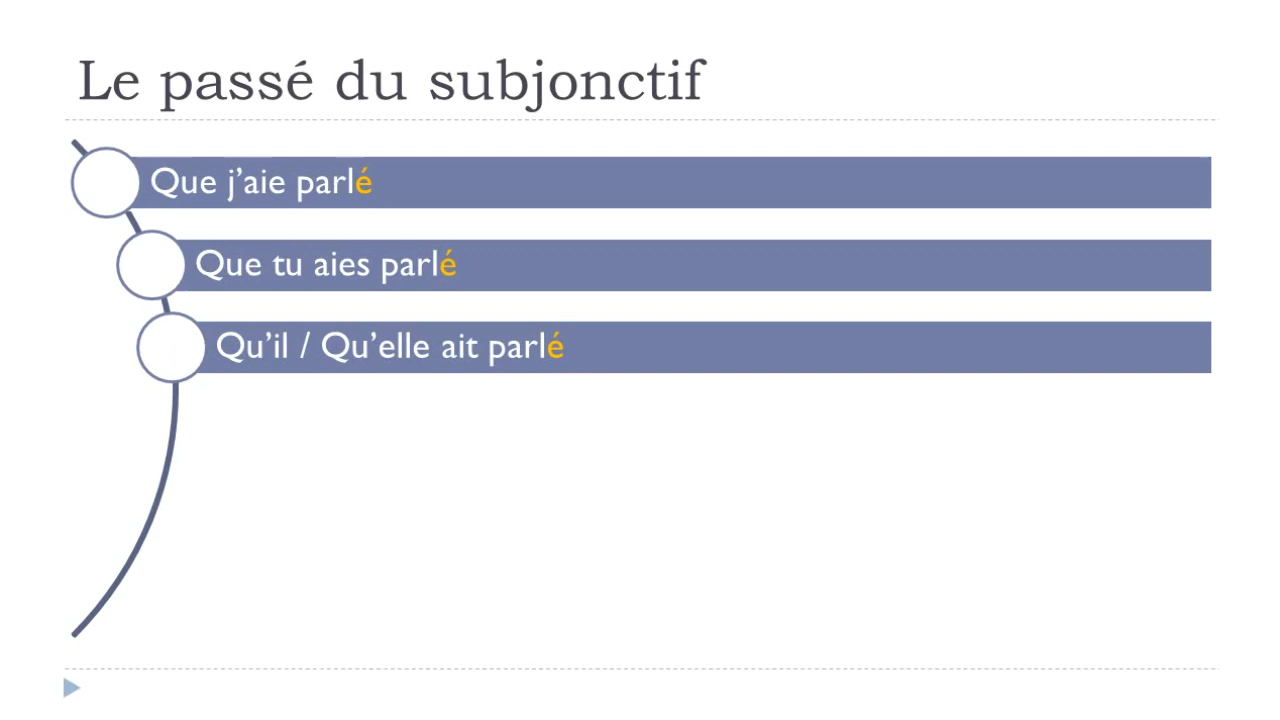 Le passé du subjonctif
Que j’aie parlé
Que tu aies parlé
Qu’il / Qu’elle ait parlé